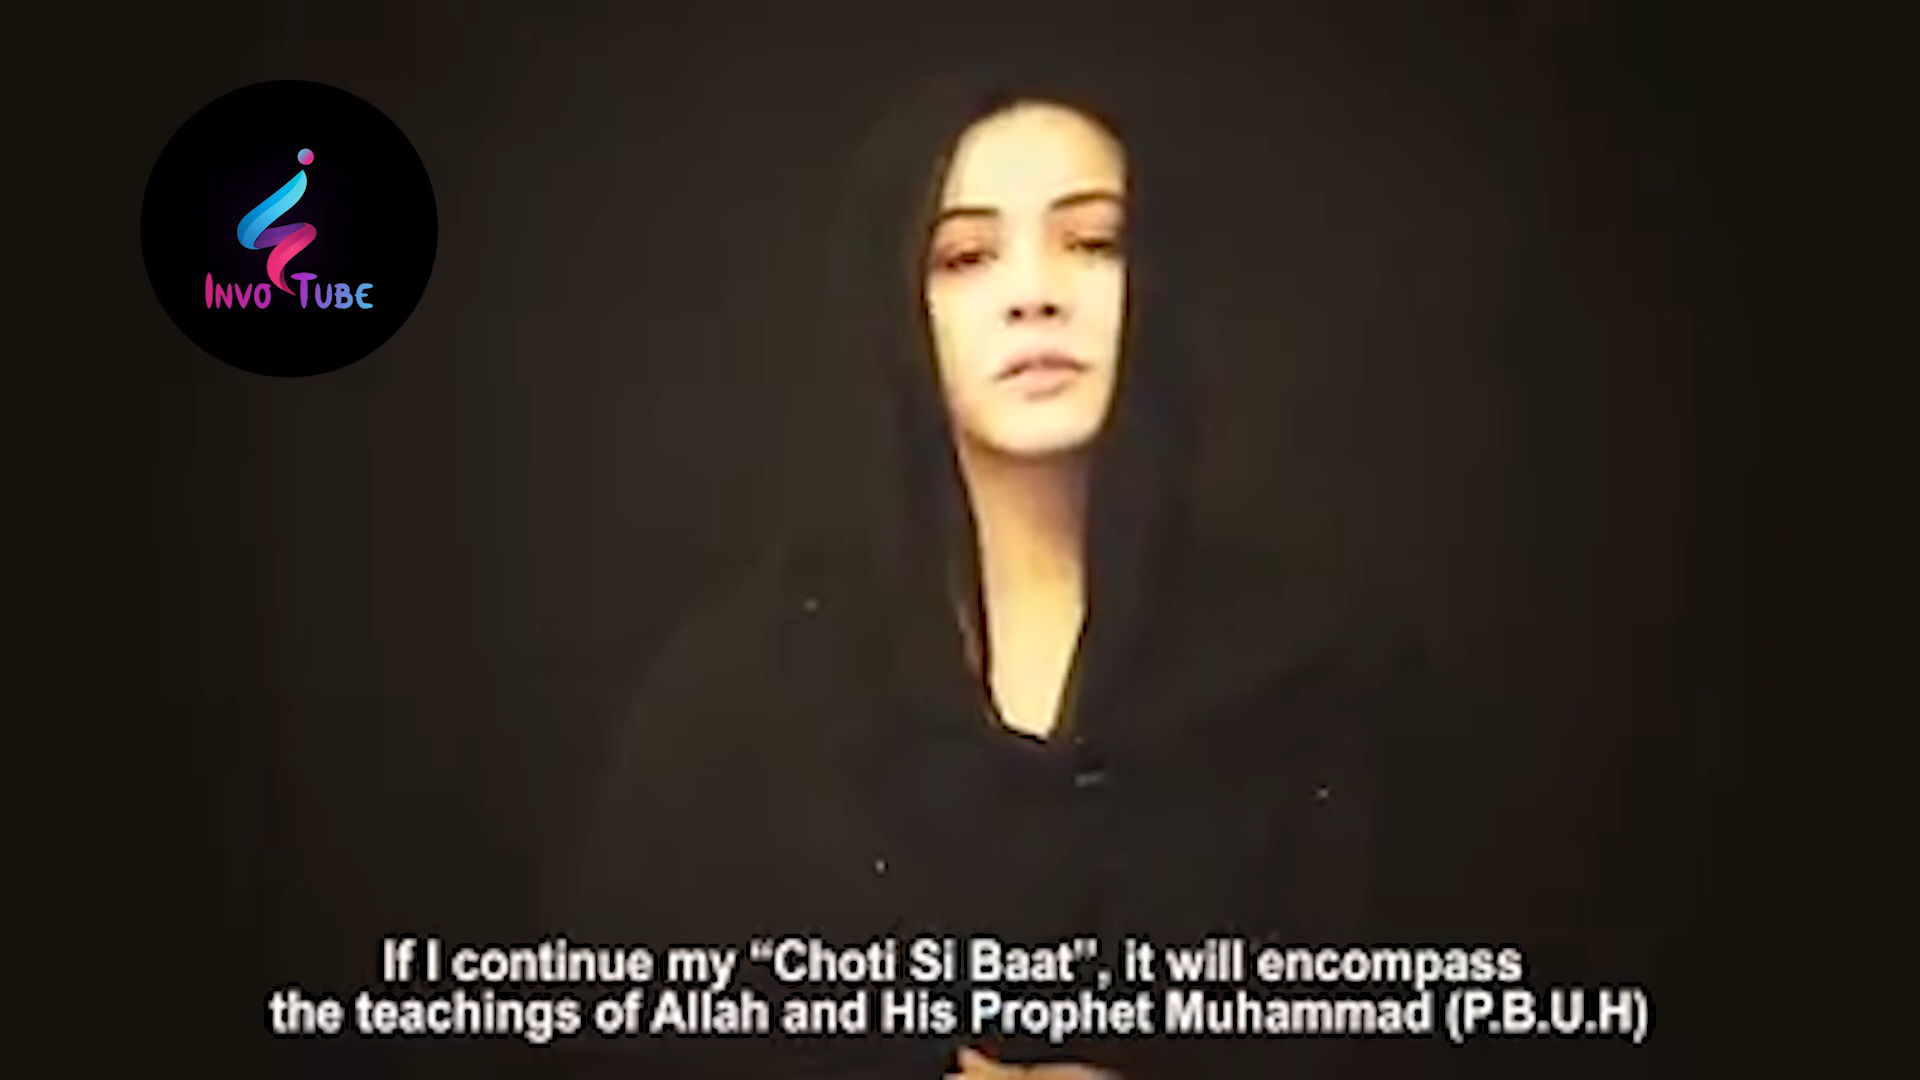 INVO TUBE
If I continue my “Choti Si Baat”, it will encompass
the teachings of Allah and His Prophet Muhammad (P.B.U.H)